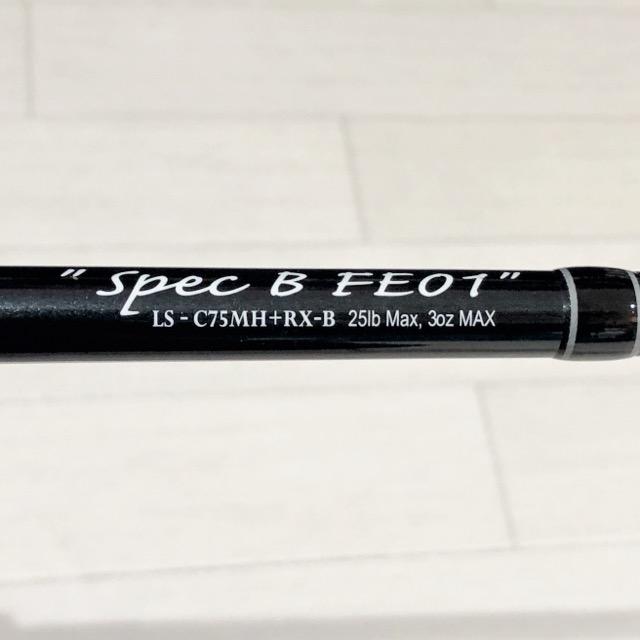 "Spec B FE01"
LS - C75MH+RX-B 25lb Max, 3oz MAX